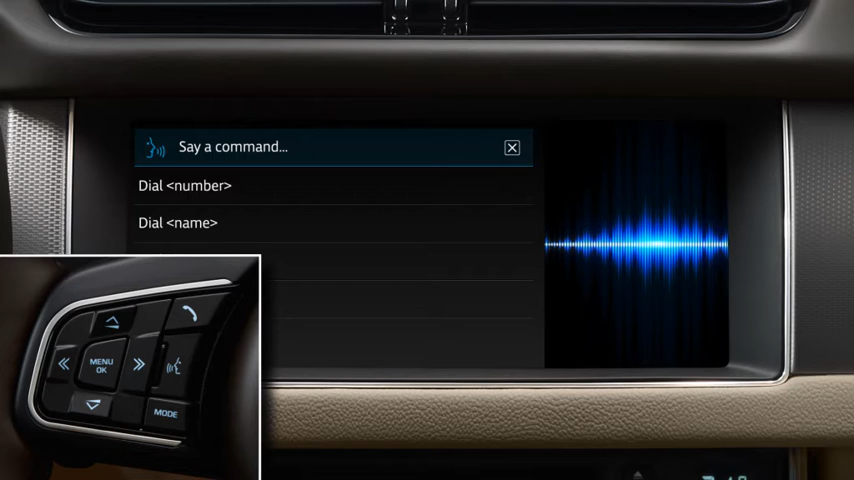 Say a command...
Dial <number>
Dial <name>
MENU
OK
MODE